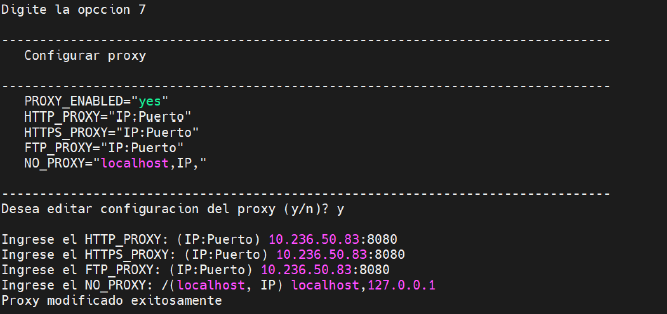 Digite la opccion 7
--------------------------------------------------------------------------------
Configurar proxy
--------------------------------------------------------------------------------
PROXY_ENABLED="yes"
HTTP_PROXY="IP:Puerto"
HTTPS_PROXY="IP:Puerto"
FTP_PROXY="IP:Puerto"
NO_PROXY="localhost,IP,"
--------------------------------------------------------------------------------
Desea editar configuracion del proxy (y/n)? y
Ingrese el HTTP_PROXY: (IP:Puerto) 10.236.50.83:8080
Ingrese el HTTPS_PROXY: (IP:Puerto) 10.236.50.83:8080
Ingrese el FTP_PROXY: (IP:Puerto) 10.236.50.83:8080
Ingrese el NO_PROXY: /(localhost, IP) localhost,127.0.0.1
Proxy modificado exitosamente